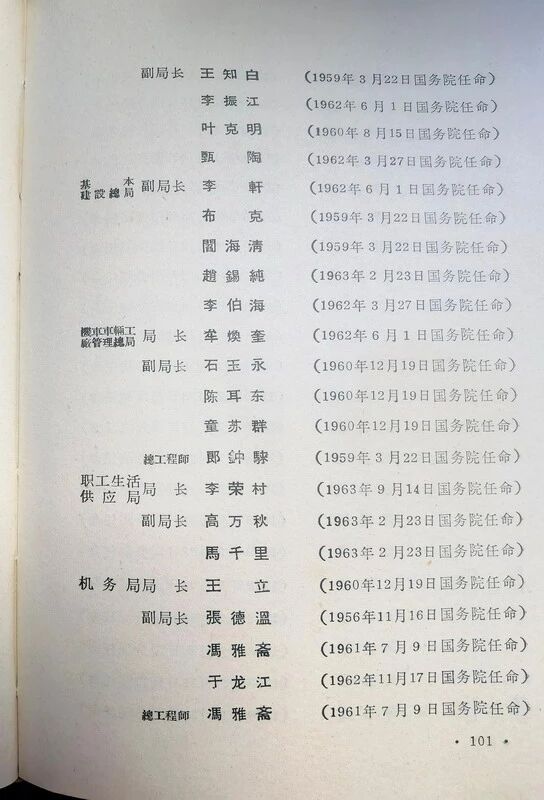 副局长 王知白 (1959年3月22日国务院任命)
李振江 (1962年6月1日国务院任命)
叶克明 (1960年8月15日国务院任命)
甄陶 (1962年3月27日国务院任命)
基本建設總局 副局长 李軒 (1962年6月1日国务院任命)
布克 (1959年3月22日国务院任命)
閻海清 (1959年3月22日国务院任命)
趙錫純 (1963年2月23日国务院任命)
李伯海 (1962年3月27日国务院任命)
機車車輛工廠管理總局 局长 牟煥奎 (1962年6月1日国务院任命)
副局长 石玉永 (1960年12月19日国务院任命)
陈耳东 (1960年12月19日国务院任命)
童苏群 (1960年12月19日国务院任命)
總工程師 郎鈡騋 (1959年3月22日国务院任命)
职工生活供应局 局长 李荣村 (1963年9月14日国务院任命)
副局长 高万秋 (1963年2月23日国务院任命)
馬千里 (1963年2月23日国务院任命)
机务局 局长 王立 (1960年12月19日国务院任命)
副局长 張德溫 (1956年11月16日国务院任命)
馮雅斋 (1961年7月9日国务院任命)
于龙江 (1962年11月17日国务院任命)
總工程師 馮雅斋 (1961年7月9日国务院任命)
· 101 ·